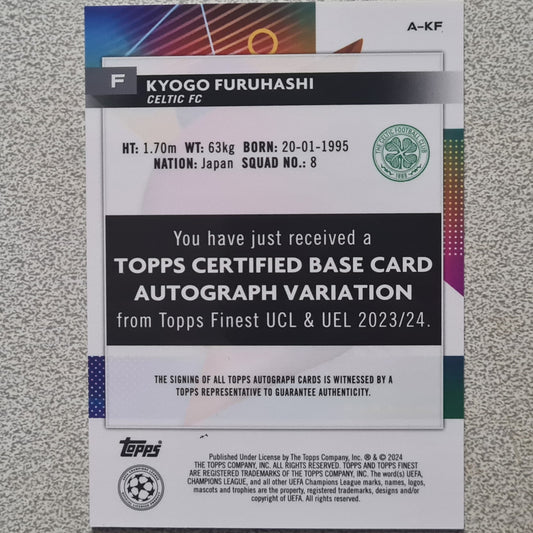 A-KF
F KYOGO FURUHASHI
CELTIC FC
HT: 1.70m WT: 63kg BORN: 20-01-1995
NATION: Japan SQUAD NO.: 8
THE CELTIC FOOTBALL CLUB
1888
You have just received a
TOPPS CERTIFIED BASE CARD
AUTOGRAPH VARIATION
from Topps Finest UCL & UEL 2023/24.
THE SIGNING OF ALL TOPPS AUTOGRAPH CARDS IS WITNESSED BY A
TOPPS REPRESENTATIVE TO GUARANTEE AUTHENTICITY.
Topps
Published Under License by The Topps Company, Inc. ® & © 2024
THE TOPPS COMPANY, INC. ALL RIGHTS RESERVED. TOPPS AND TOPPS FINEST
ARE REGISTERED TRADEMARKS OF THE TOPPS COMPANY, INC. The word(s) UEFA,
CHAMPIONS LEAGUE, and all other UEFA Champions League marks, names, logos,
mascots and trophies are the property, registered trademarks, designs and/or
copyright of UEFA. All rights reserved.